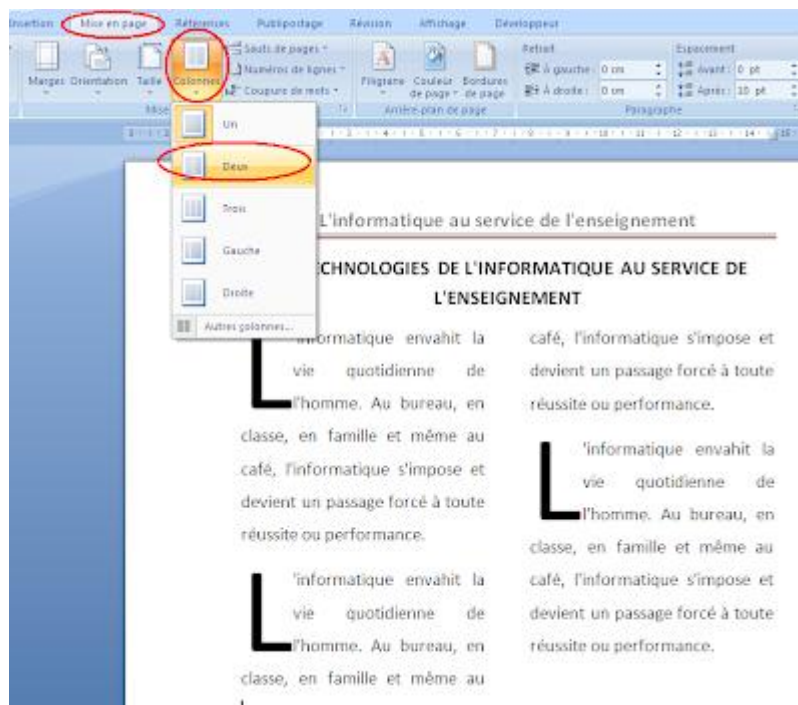 Insertion Mise en page Références Publipostage Révision Affichage Développeur
Marges Orientation Taille Colonnes
Sauts de pages
Numéros de lignes
Coupure de mots
Filigrane Couleur de page Bordures de page
Arrière-plan de page
Retrait
À gauche : 0 cm
À droite : 0 cm
Espacement
Avant : 0 pt
Après : 10 pt
Paragraphe
Mise
Un
Deux
Trois
Gauche
Droite
Autres colonnes...
L'informatique au service de l'enseignement
CHNOLOGIES DE L'INFORMATIQUE AU SERVICE DE
L'ENSEIGNEMENT
L'informatique envahit la
vie quotidienne de
l'homme. Au bureau, en
classe, en famille et même au
café, l'informatique s'impose et
devient un passage forcé à toute
réussite ou performance.
L'informatique envahit la
vie quotidienne de
l'homme. Au bureau, en
classe, en famille et même au
café, l'informatique s'impose et
devient un passage forcé à toute
réussite ou performance.
L'informatique envahit la
vie quotidienne de
l'homme. Au bureau, en
classe, en famille et même au
café, l'informatique s'impose et
devient un passage forcé à toute
réussite ou performance.